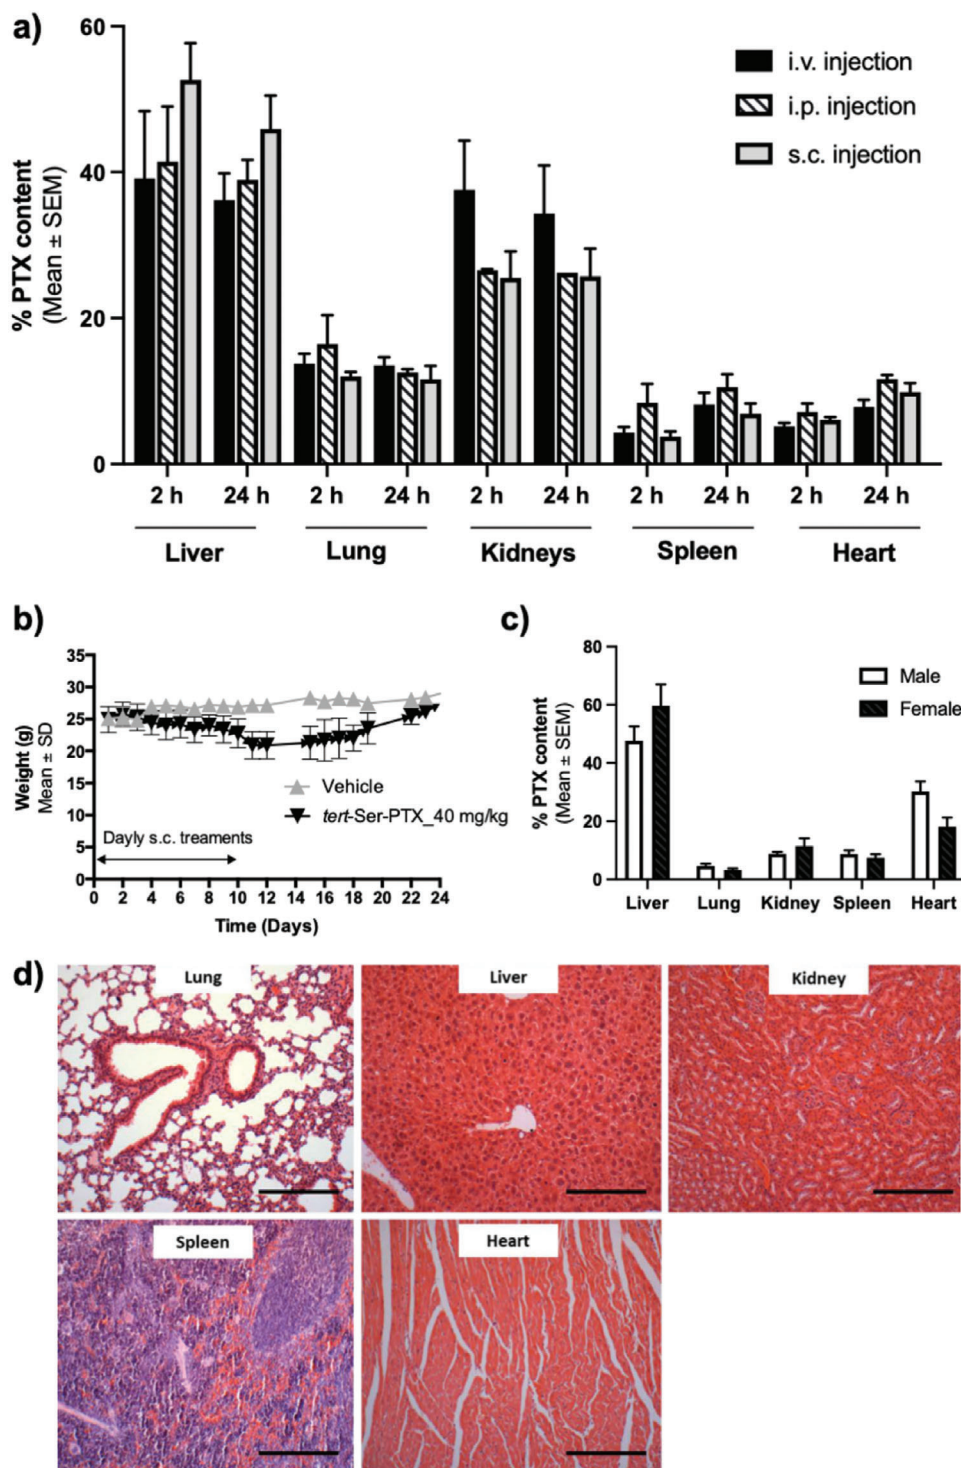 a)
60
40
20
0
% PTX content
(Mean ± SEM)
i.v. injection
i.p. injection
s.c. injection
2 h 24 h 2 h 24 h 2 h 24 h 2 h 24 h 2 h 24 h
Liver Lung Kidneys Spleen Heart
b)
35
30
25
20
15
10
5
0
Weight (g)
Mean ± SD
Vehicle
tert-Ser-PTX_40 mg/kg
Dayly s.c. treaments
0 2 4 6 8 10 12 14 16 18 20 22 24
Time (Days)
c)
80
60
40
20
0
% PTX content
(Mean ± SEM)
Male
Female
Liver Lung Kidney Spleen Heart
d)
Lung
Liver
Kidney
Spleen
Heart